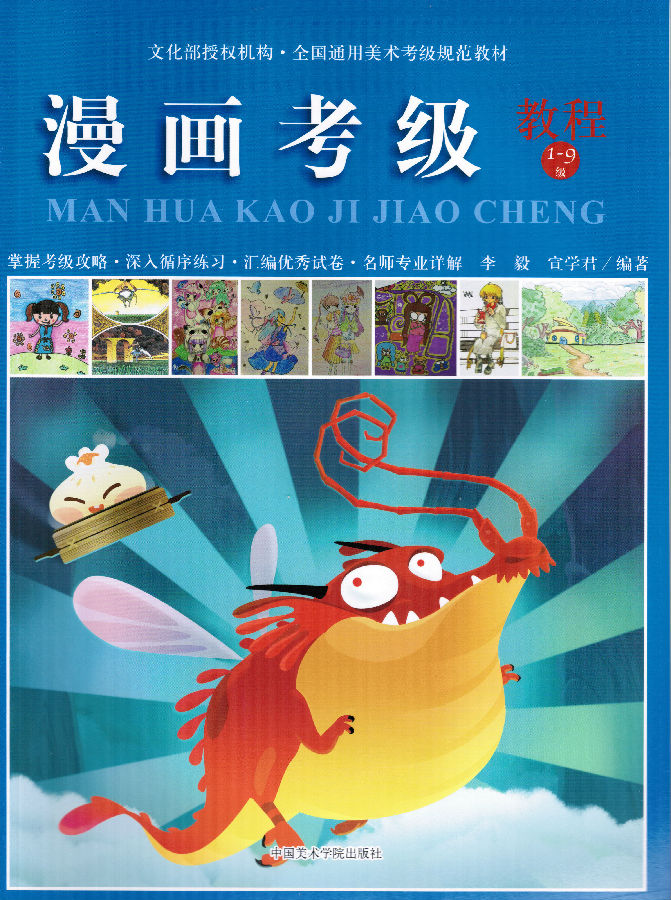 文化部授权机构·全国通用美术考级规范教材
漫画考级 教程
1-9
级
MAN HUA KAO JI JIAO CHENG
掌握考级攻略·深入循序练习·汇编优秀试卷·名师专业详解 李 毅 宣学君/编著
中国美术学院出版社